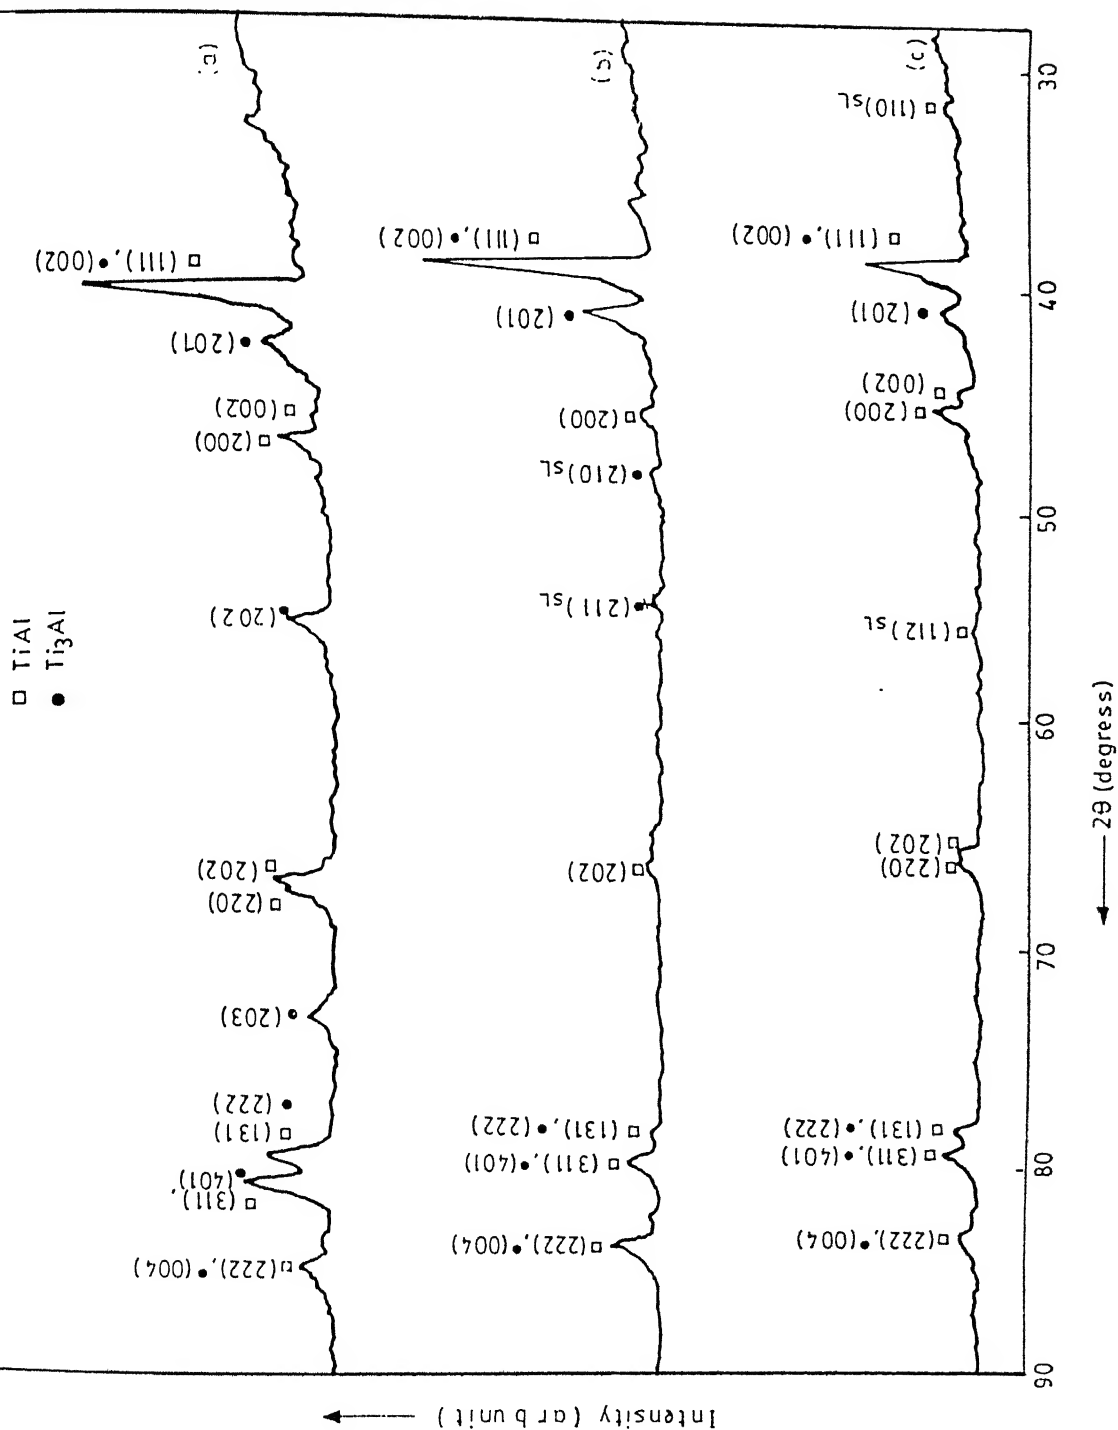 □ TiAl
● Ti₃Al
(a)
□ (111), ● (002)
● (201)
□ (002)
□ (200)
● (202)
□ (202)
□ (220)
● (203)
● (222)
□ (131)
● (401)
□ (311),
□ (222), ● (004)
(b)
□ (111), ● (002)
● (201)
□ (200)
● (210)SL
● (211)SL
□ (202)
□ (131), ● (222)
□ (311), ● (401)
□ (222), ● (004)
(c)
□ (110)SL
□ (111), ● (002)
● (201)
□ (002)
□ (200)
□ (112)SL
□ (202)
□ (220)
□ (131), ● (222)
□ (311), ● (401)
□ (222), ● (004)
30 40 50 60 70 80 90
2θ (degress)
Intensity (arb unit)